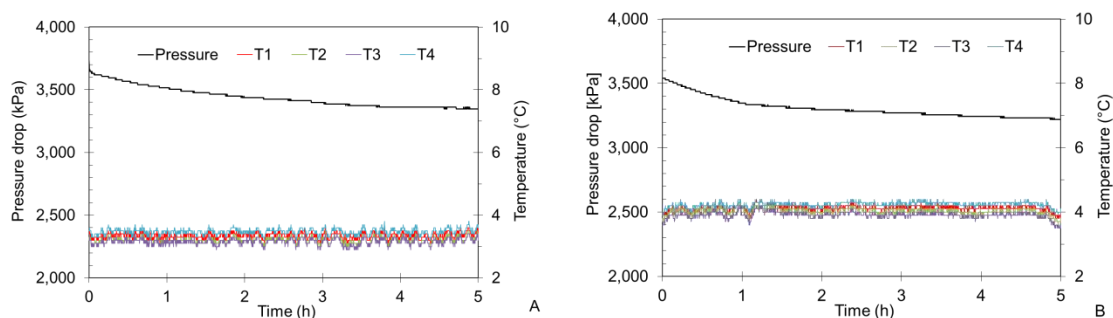 4,000
3,500
3,000
2,500
2,000
Pressure drop (kPa)
Pressure T1 T2 T3 T4
10
8
6
4
2
Temperature (°C)
0 1 2 3 4 5
Time (h)
A
4,000
3,500
3,000
2,500
2,000
Pressure drop [kPa]
Pressure T1 T2 T3 T4
10
8
6
4
2
Temperature (°C)
0 1 2 3 4 5
Time (h)
B